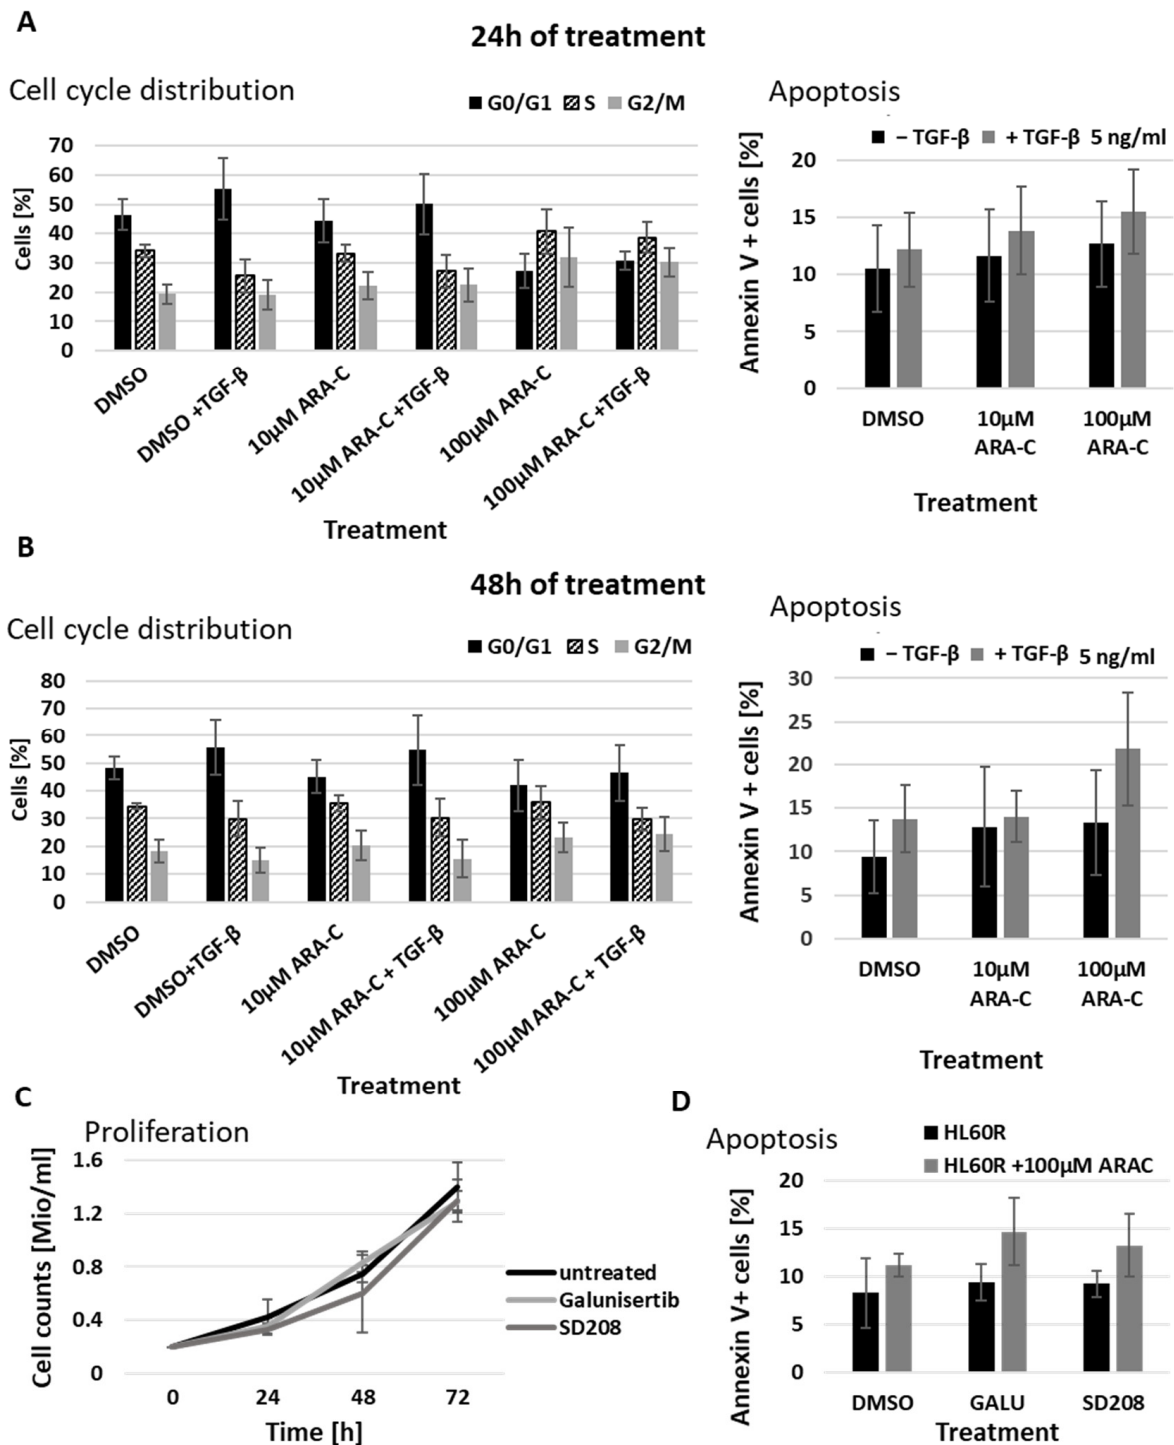 A
24h of treatment
Cell cycle distribution
G0/G1 S G2/M
Cells [%]
70
60
50
40
30
20
10
0
DMSO
DMSO +TGF-β
10μM ARA-C
10μM ARA-C +TGF-β
100μM ARA-C
100μM ARA-C +TGF-β
Treatment
Apoptosis
– TGF-β + TGF-β 5 ng/ml
Annexin V + cells [%]
20
15
10
5
0
DMSO 10μM 100μM
ARA-C ARA-C
Treatment
B
48h of treatment
Cell cycle distribution
G0/G1 S G2/M
Cells [%]
80
70
60
50
40
30
20
10
0
DMSO
DMSO+TGF-β
10μM ARA-C
10μM ARA-C + TGF-β
100μM ARA-C
100μM ARA-C + TGF-β
Treatment
Apoptosis
– TGF-β + TGF-β 5 ng/ml
Annexin V + cells [%]
30
25
20
15
10
5
0
DMSO 10μM 100μM
ARA-C ARA-C
Treatment
C
Proliferation
Cell counts [Mio/ml]
1.6
1.2
0.8
0.4
0
0 24 48 72
Time [h]
untreated
Galunisertib
SD208
D
Apoptosis
HL60R
HL60R +100μM ARAC
Annexin V+ cells [%]
20
15
10
5
0
DMSO GALU SD208
Treatment